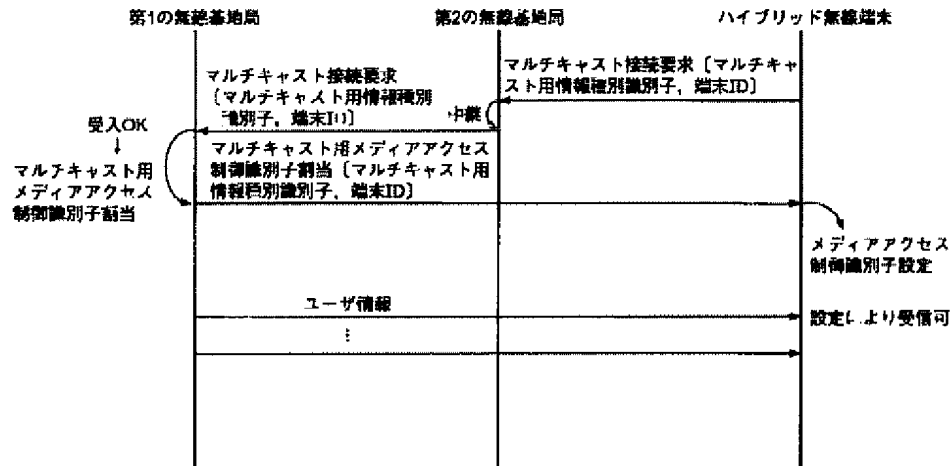 第1の無線基地局
第2の無線基地局
ハイブリッド無線端末
マルチキャスト接続要求〔マルチキャ
スト用情報種別識別子，端末ID〕
マルチキャスト接続要求
〔マルチキャスト用情報種別
識別子，端末ID〕
中継
受入OK
↓
マルチキャスト用
メディアアクセス
制御識別子割当
マルチキャスト用メディアアクセス
制御識別子割当〔マルチキャスト用
情報種別識別子，端末ID〕
メディアアクセス
制御識別子設定
ユーザ情報
⋮
設定により受信可